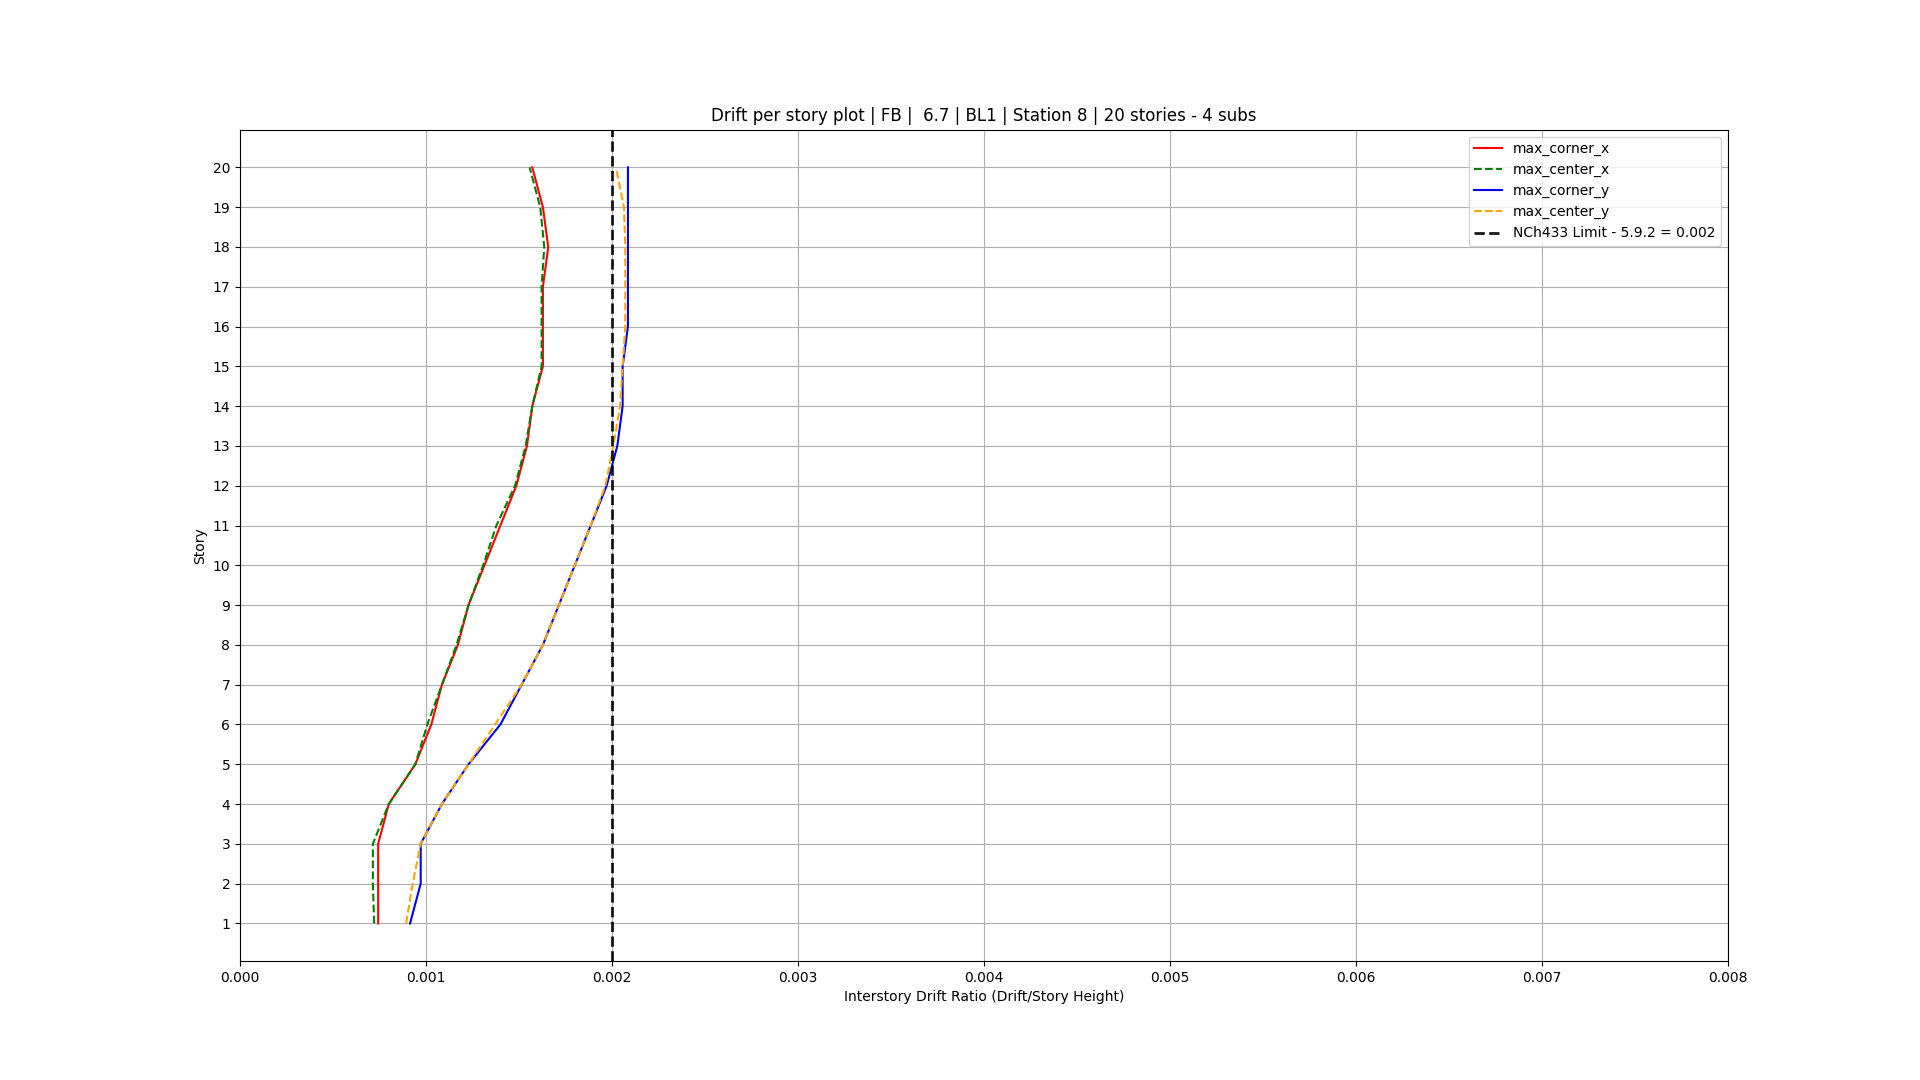 Drift per story plot | FB |  6.7 | BL1 | Station 8 | 20 stories - 4 subs
max_corner_x
max_center_x
max_corner_y
max_center_y
NCh433 Limit - 5.9.2 = 0.002
Story
20
19
18
17
16
15
14
13
12
11
10
9
8
7
6
5
4
3
2
1
0.000 0.001 0.002 0.003 0.004 0.005 0.006 0.007 0.008
Interstory Drift Ratio (Drift/Story Height)